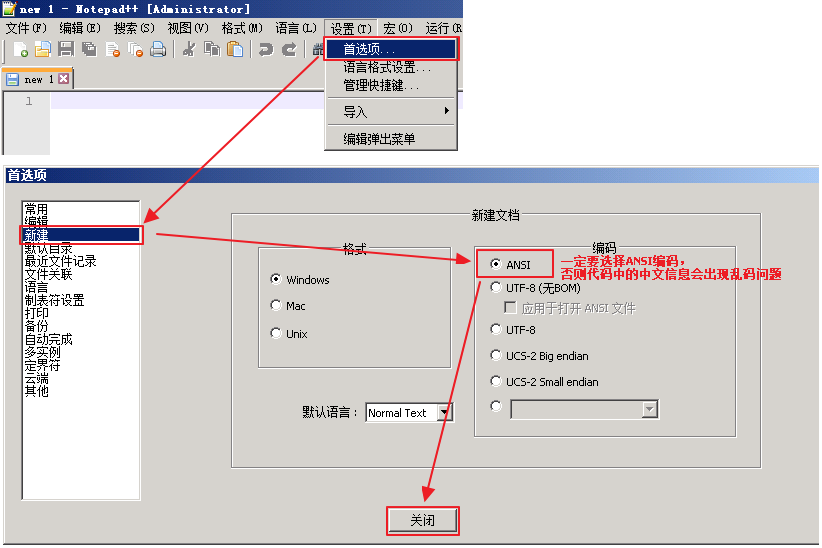 new 1 - Notepad++ [Administrator]
文件(F) 编辑(E) 搜索(S) 视图(V) 格式(M) 语言(L) 设置(T) 宏(O) 运行(R
首选项...
语言格式设置...
管理快捷键...
导入
编辑弹出菜单
new 1
1
首选项
常用
编辑
新建
默认目录
最近文件记录
文件关联
语言
制表符设置
打印
备份
自动完成
多实例
定界符
云端
其他
新建文档
格式
Windows
Mac
Unix
默认语言：
Normal Text
编码
ANSI
一定要选择ANSI编码，
否则代码中的中文信息会出现乱码问题
UTF-8 (无BOM)
应用于打开 ANSI 文件
UTF-8
UCS-2 Big endian
UCS-2 Small endian
关闭